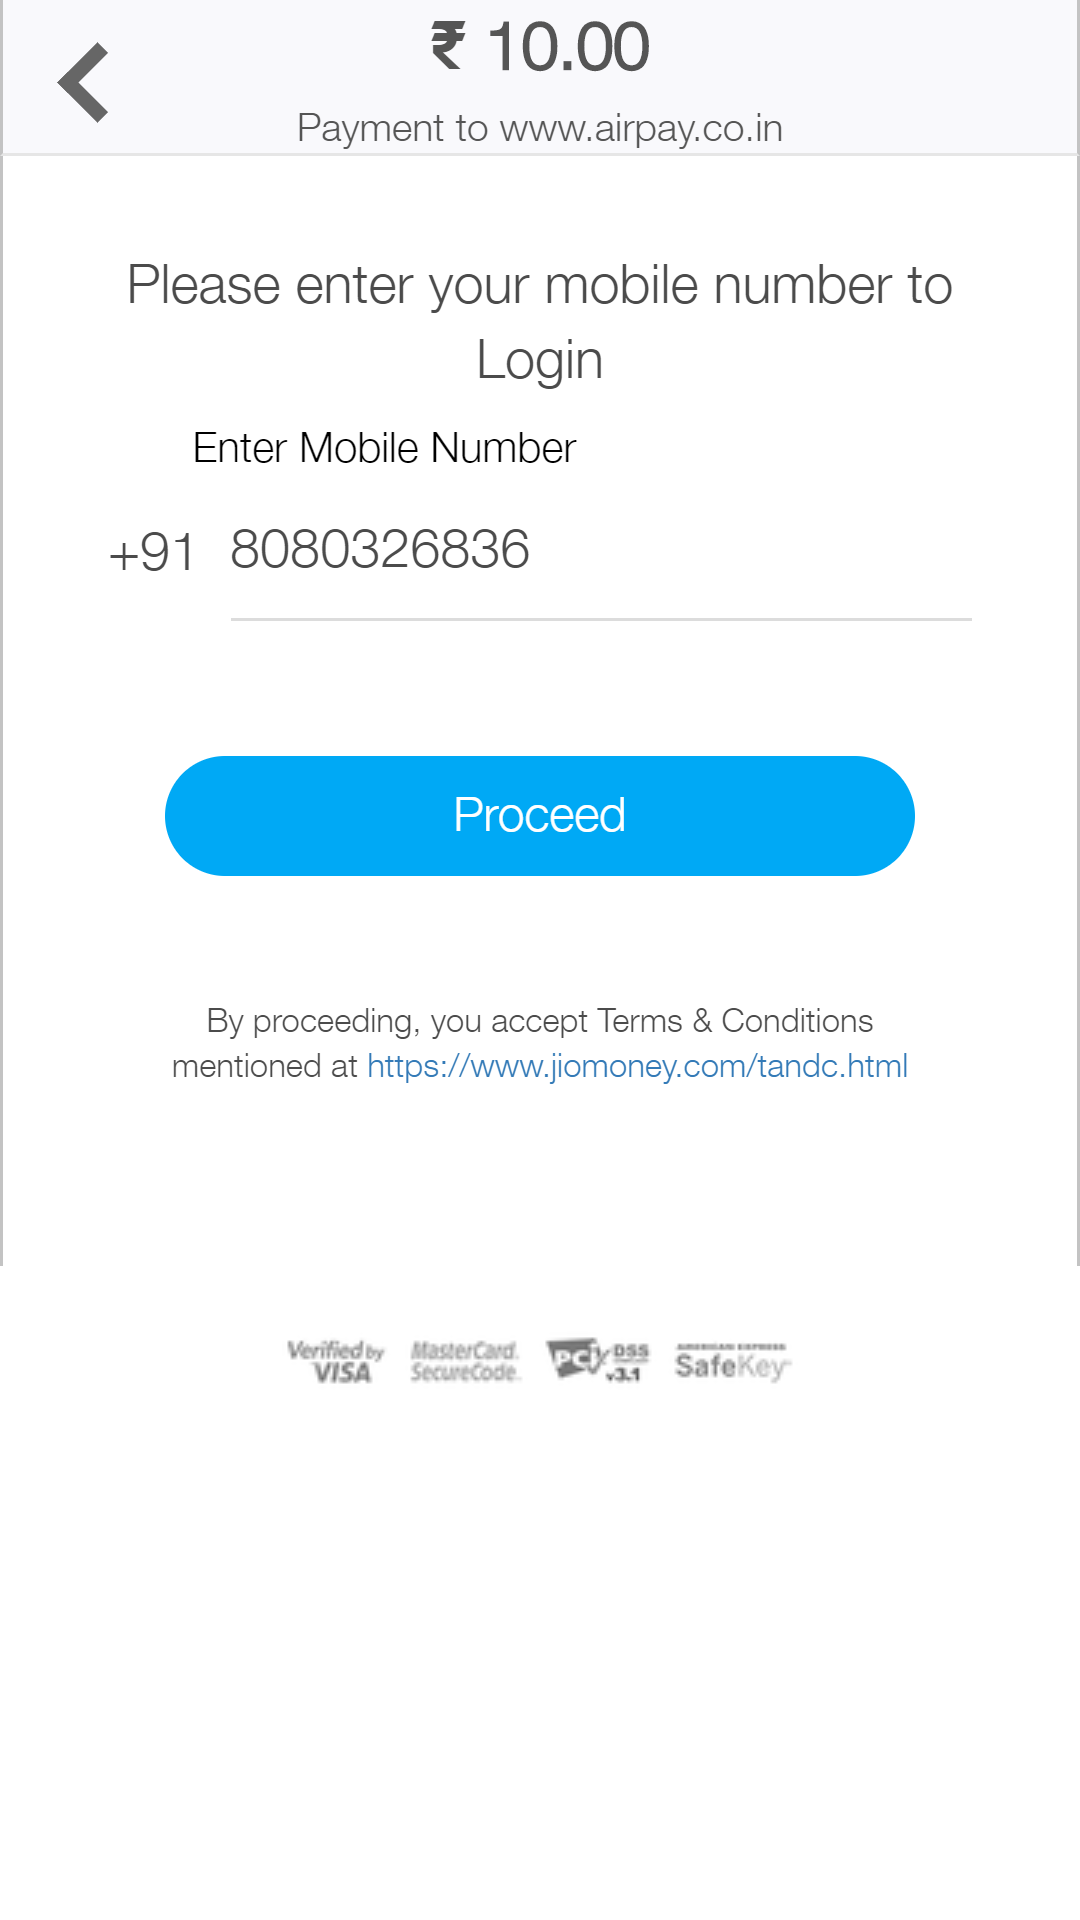 ₹ 10.00
Payment to www.airpay.co.in
Please enter your mobile number to
Login
Enter Mobile Number
+91 8080326836
Proceed
By proceeding, you accept Terms & Conditions
mentioned at https://www.jiomoney.com/tandc.html
Verified by
VISA
MasterCard.
SecureCode.
PCI DSS
v3.1
AMERICAN EXPRESS
SafeKey